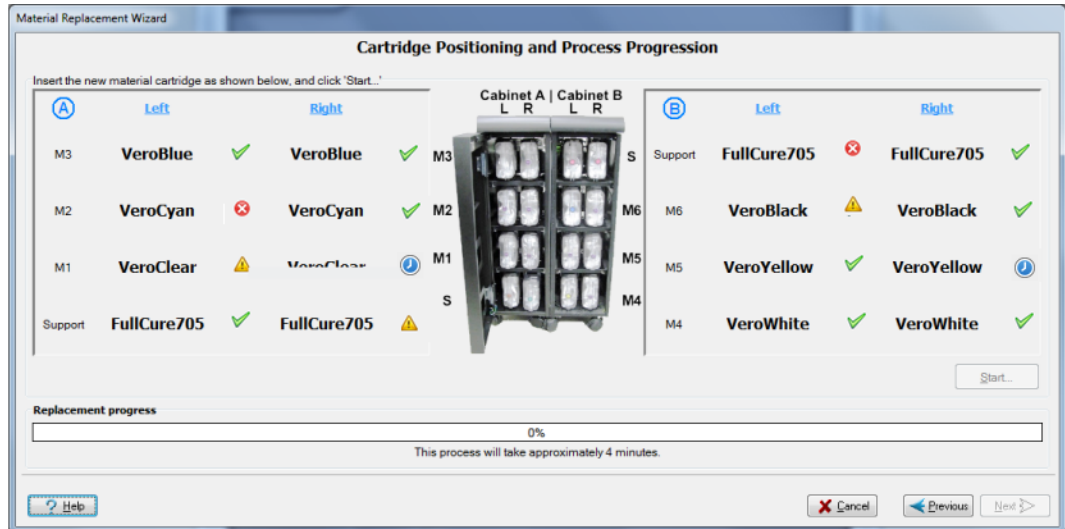 Material Replacement Wizard
Cartridge Positioning and Process Progression
Insert the new material cartridge as shown below, and click 'Start...'
Cabinet A | Cabinet B
L R L R
A Left Right
M3 VeroBlue VeroBlue
M2 VeroCyan VeroCyan
M1 VeroClear VeroClear
Support FullCure705 FullCure705
M3 S
M2 M6
M1 M5
S M4
B Left Right
Support FullCure705 FullCure705
M6 VeroBlack VeroBlack
M5 VeroYellow VeroYellow
M4 VeroWhite VeroWhite
Start...
Replacement progress
0%
This process will take approximately 4 minutes.
? Help
Cancel
Previous
Next